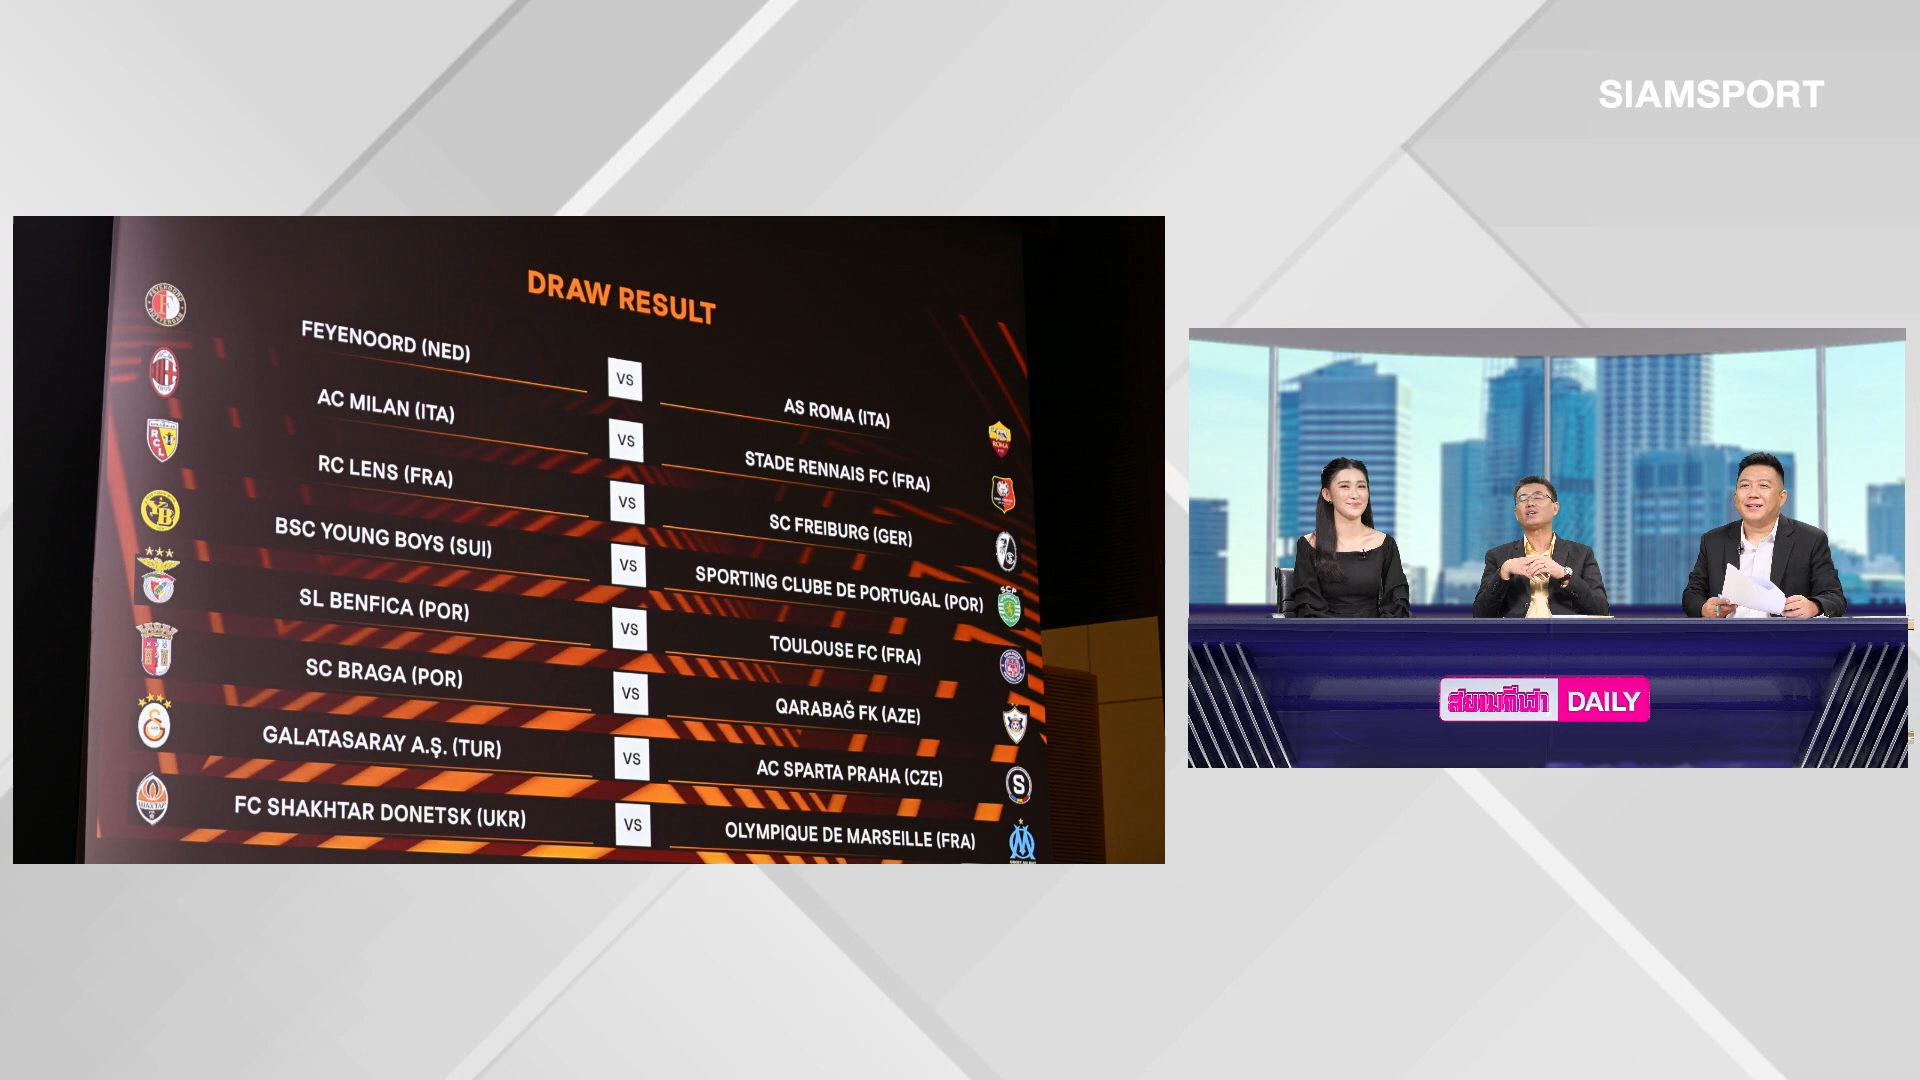 SIAMSPORT
DRAW RESULT
FEYENOORD (NED)
VS
AS ROMA (ITA)
AC MILAN (ITA)
VS
STADE RENNAIS FC (FRA)
RC LENS (FRA)
VS
SC FREIBURG (GER)
BSC YOUNG BOYS (SUI)
VS
SPORTING CLUBE DE PORTUGAL (POR)
SL BENFICA (POR)
VS
TOULOUSE FC (FRA)
SC BRAGA (POR)
VS
QARABAĞ FK (AZE)
GALATASARAY A.Ş. (TUR)
VS
AC SPARTA PRAHA (CZE)
FC SHAKHTAR DONETSK (UKR)
VS
OLYMPIQUE DE MARSEILLE (FRA)
สยามกีฬา DAILY